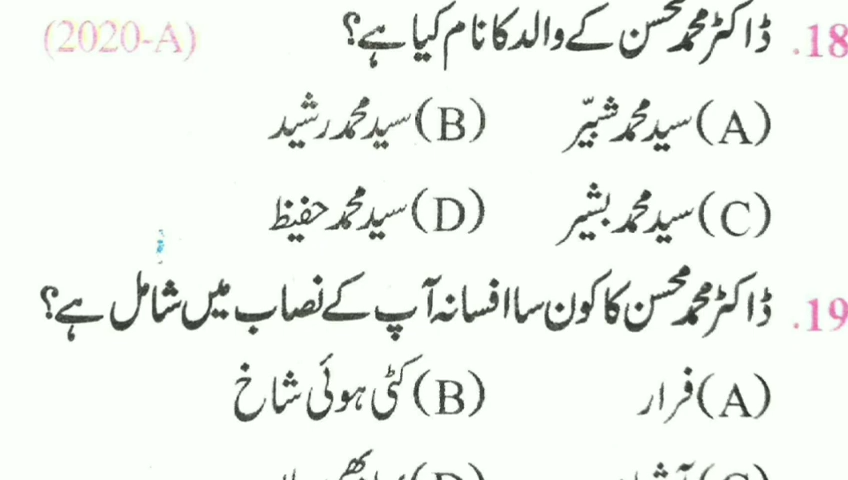 18. ڈاکٹر محمد محسن کے والد کا نام کیا ہے؟ (2020-A)
(A) سید محمد شبیّر (B) سید محمد رشید
(C) سید محمد بشیر (D) سید محمد حفیظ
19. ڈاکٹر محمد محسن کا کون سا افسانہ آپ کے نصاب میں شامل ہے؟
(A) فرار (B) کٹی ہوئی شاخ
(C) (D)